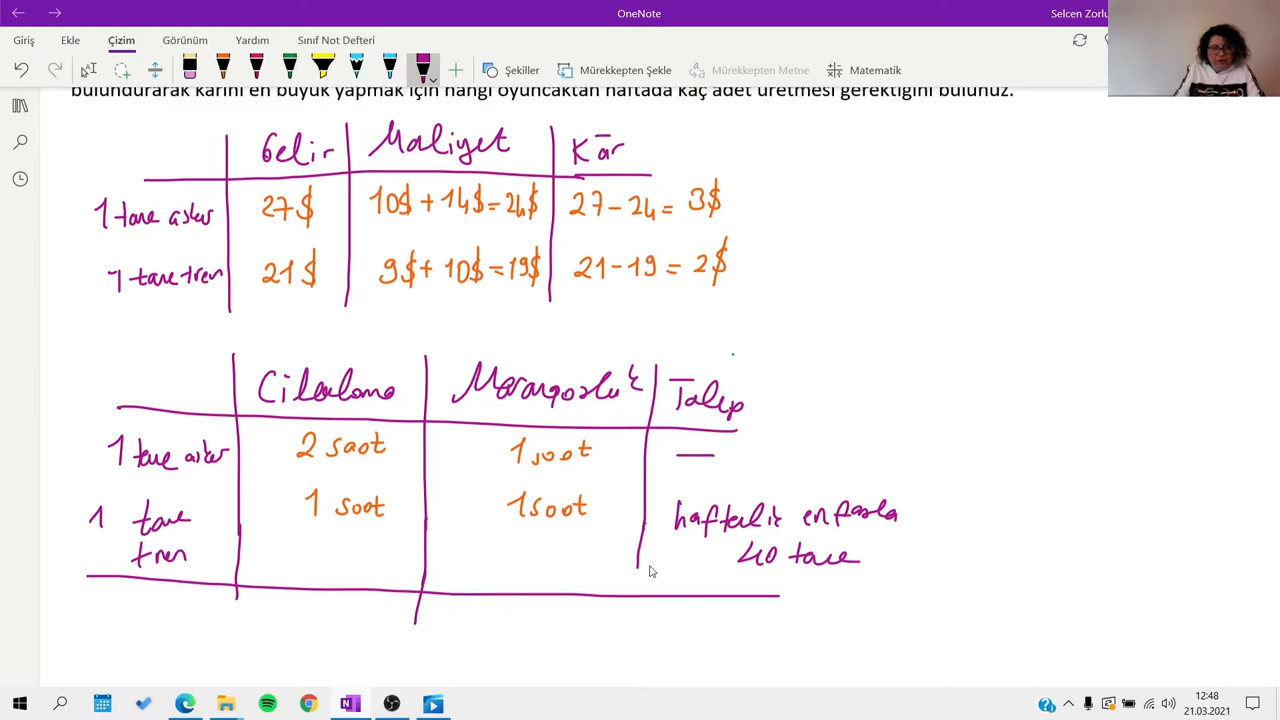 OneNote
Selcen Zorlu
Giriş Ekle Çizim Görünüm Yardım Sınıf Not Defteri
Şekiller Mürekkepten Şekle Mürekkepten Metne Matematik
bulundurarak kârını en büyük yapmak için hangi oyuncaktan haftada kaç adet üretmesi gerektiğini bulunuz.
Gelir Maliyet Kâr
1 tane asker 27$ 10$ + 14$ = 24$ 27 - 24 = 3$
1 tane tren 21$ 9$ + 10$ = 19$ 21 - 19 = 2$
Cilalama Marangozluk Talep
1 tane asker 2 saat 1 saat —
1 tane 1 saat 1 saat haftalık en fazla
tren 40 tane
12:48
21.03.2021